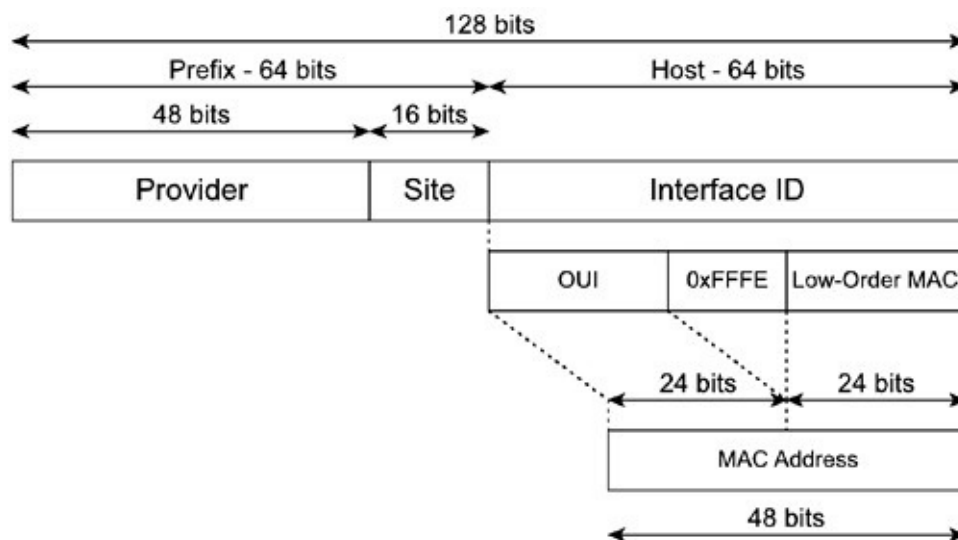 128 bits
Prefix - 64 bits Host - 64 bits
48 bits 16 bits
Provider Site Interface ID
OUI 0xFFFE Low-Order MAC
24 bits 24 bits
MAC Address
48 bits